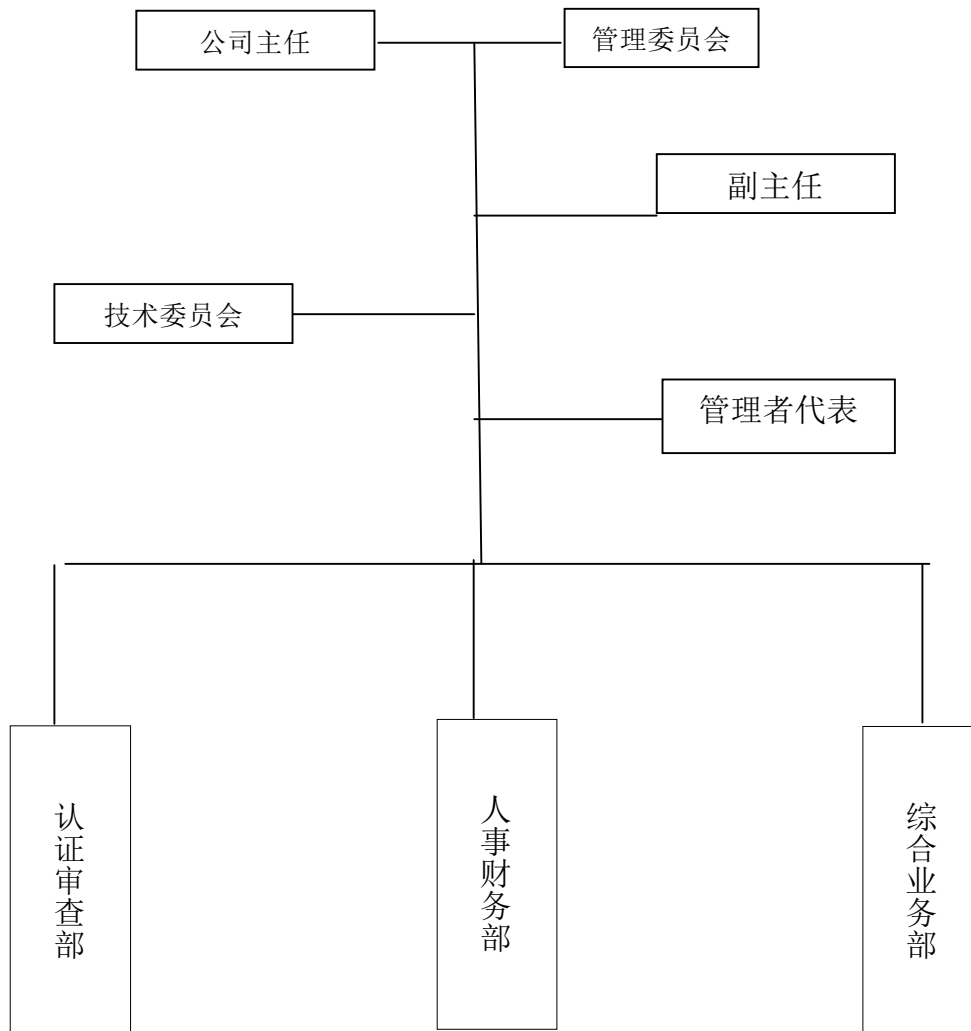 公司主任
管理委员会
副主任
技术委员会
管理者代表
认证审查部
人事财务部
综合业务部